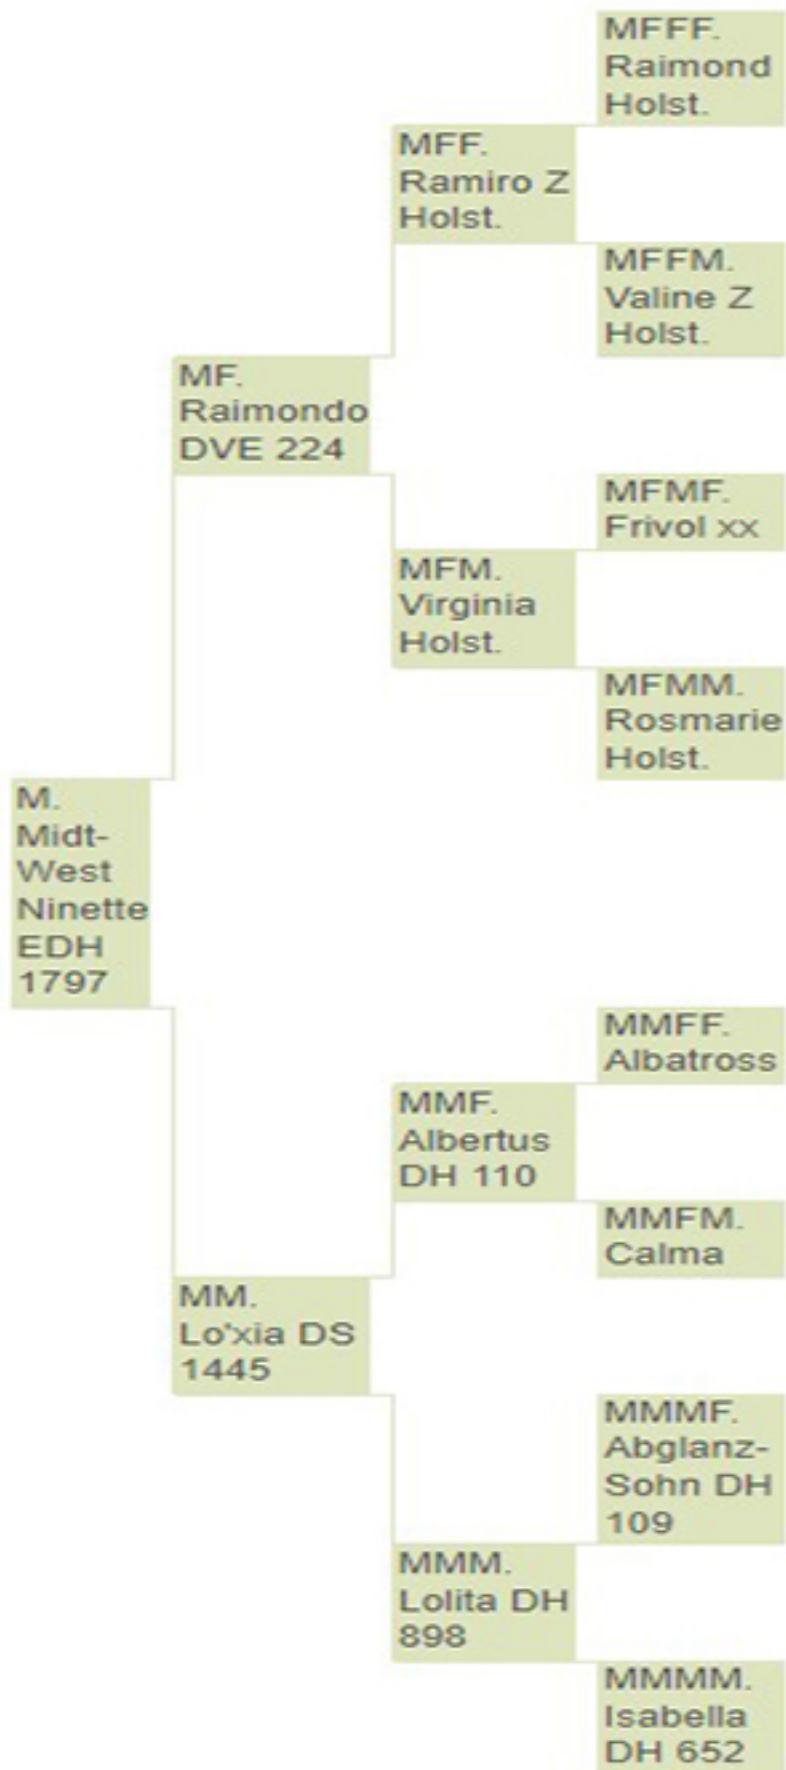 MFFF.
Raimond
Holst.
MFF.
Ramiro Z
Holst.
MFFM.
Valine Z
Holst.
MF.
Raimondo
DVE 224
MFMF.
Frivol xx
MFM.
Virginia
Holst.
MFMM.
Rosmarie
Holst.
M.
Midt-
West
Ninette
EDH
1797
MMFF.
Albatross
MMF.
Albertus
DH 110
MMFM.
Calma
MM.
Lo'xia DS
1445
MMMF.
Abglanz-
Sohn DH
109
MMM.
Lolita DH
898
MMMM.
Isabella
DH 652